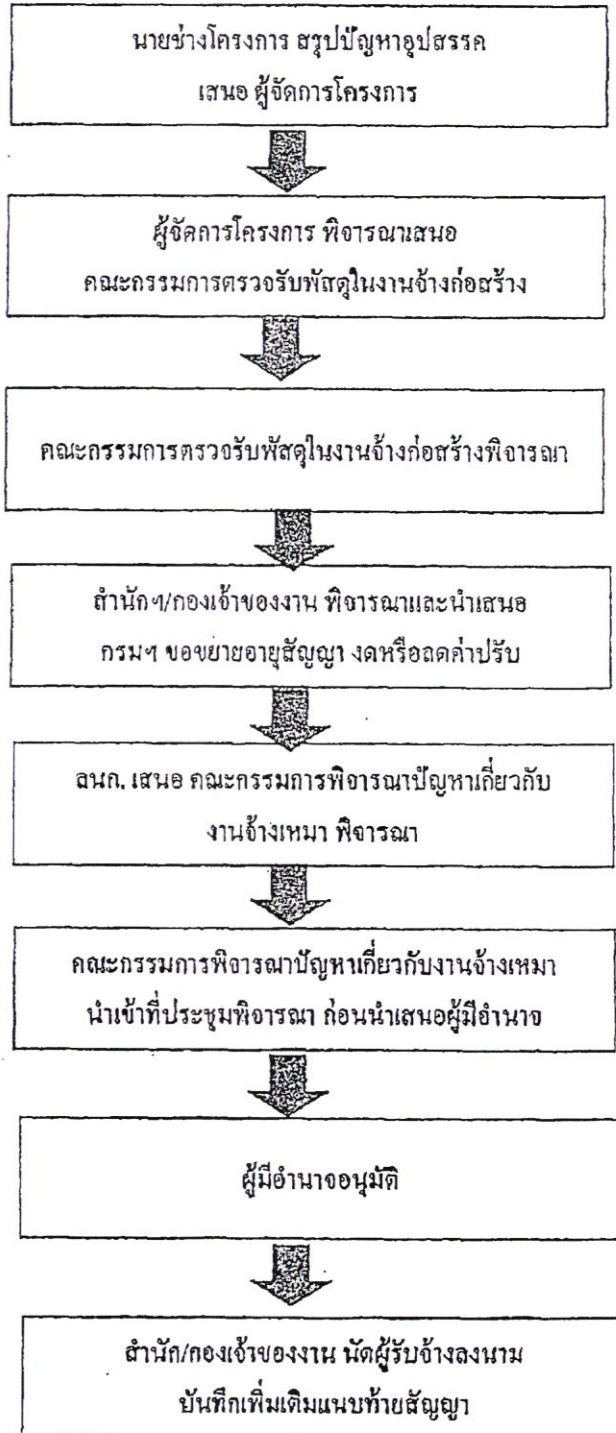 นายช่างโครงการ สรุปปัญหาอุปสรรค
เสนอ ผู้จัดการโครงการ
ผู้จัดการโครงการ พิจารณาเสนอ
คณะกรรมการตรวจรับพัสดุในงานจ้างก่อสร้าง
คณะกรรมการตรวจรับพัสดุในงานจ้างก่อสร้างพิจารณา
สำนักฯ/กองเจ้าของงาน พิจารณาและนำเสนอ
กรมฯ ขอขยายอายุสัญญา งดหรือลดค่าปรับ
ลนก. เสนอ คณะกรรมการพิจารณาปัญหาเกี่ยวกับ
งานจ้างเหมา พิจารณา
คณะกรรมการพิจารณาปัญหาเกี่ยวกับงานจ้างเหมา
นำเข้าที่ประชุมพิจารณา ก่อนนำเสนอผู้มีอำนาจ
ผู้มีอำนาจอนุมัติ
สำนัก/กองเจ้าของงาน นัดผู้รับจ้างลงนาม
บันทึกเพิ่มเติมแนบท้ายสัญญา